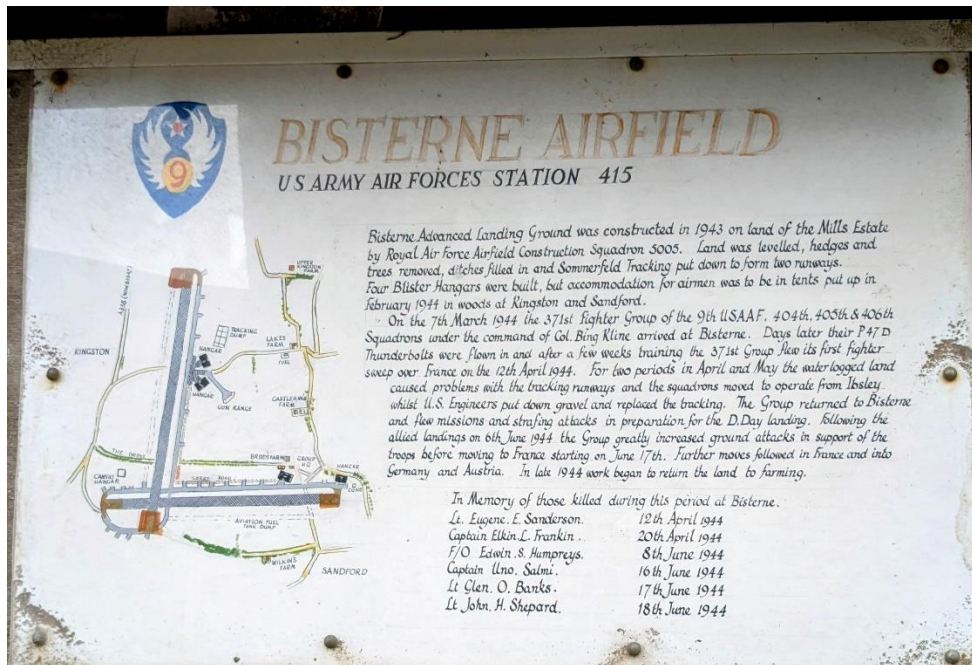 9
BISTERNE AIRFIELD
US ARMY AIR FORCES STATION 415
Bisterne Advanced Landing Ground was constructed in 1943 on land of the Mills Estate
by Royal Air Force Airfield Construction Squadron 5005. Land was levelled, hedges and
trees removed, ditches filled in and Sommerfeld Tracking put down to form two runways.
Four Blister Hangars were built, but accommodation for airmen was to be in tents put up in
February 1944 in woods at Kingston and Sandford.
On the 7th March 1944 the 371st Fighter Group of the 9th U.S.A.A.F. 404th, 405th & 406th
Squadrons under the command of Col. Bing Kline arrived at Bisterne. Days later their P47D
Thunderbolts were flown in and after a few weeks training the 371st Group flew its first fighter
sweep over France on the 12th April 1944. For two periods in April and May the waterlogged land
caused problems with the tracking runways and the squadrons moved to operate from Ibsley
whilst U.S. Engineers put down gravel and replaced the tracking. The Group returned to Bisterne
and flew missions and strafing attacks in preparation for the D.Day landing. Following the
allied landings on 6th June 1944 the Group greatly increased ground attacks in support of the
troops before moving to France starting on June 17th. Further moves followed in France and into
Germany and Austria. In late 1944 work began to return the land to farming.
In Memory of those killed during this period at Bisterne.
Lt. Eugene. E. Sanderson. 12th April 1944
Captain Elkin. L. Frankin. 20th April 1944
F/O Edwin. S. Humpreys. 8th June 1944
Captain Uno. Salmi. 16th June 1944
Lt Glen. O. Banks. 17th June 1944
Lt John. H. Shepard. 18th June 1944
UPPER
KINGSTON
FARM
KINGSTON
TRACKING
DUMP
LAKES
FARM
HANGAR
HANGAR
GUN RANGE
FARM
THE DROVE
GROUP
HQ
HANGAR
HANGAR
AVIATION FUEL
TANK DUMP
WILKINS
FARM
SANDFORD